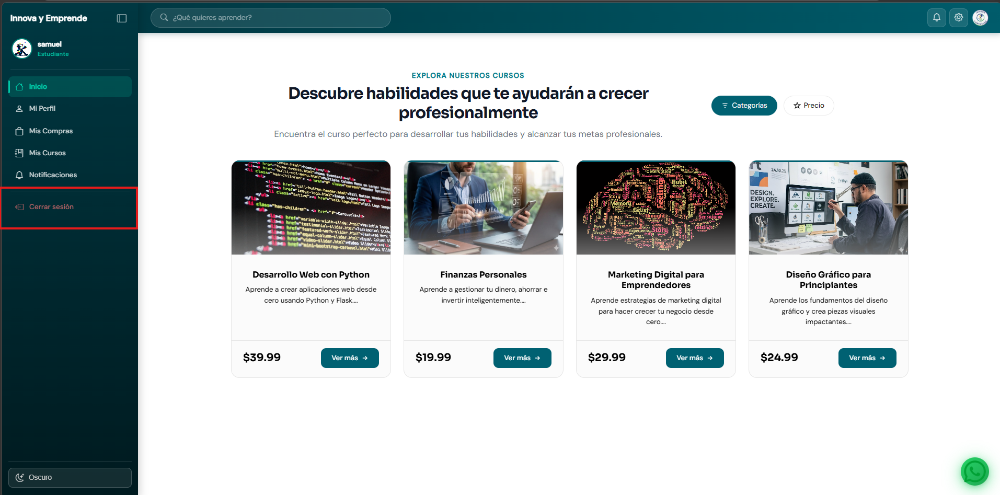 Innova y Emprende
¿Qué quieres aprender?
samuel
Estudiante
Inicio
Mi Perfil
Mis Compras
Mis Cursos
Notificaciones
Cerrar sesión
Oscuro
EXPLORA NUESTROS CURSOS
Descubre habilidades que te ayudarán a crecer
profesionalmente
Encuentra el curso perfecto para desarrollar tus habilidades y alcanzar tus metas profesionales.
Categorías
Precio
DESIGN.
EXPLORE.
CREATE.
24.10.25
Observation
Habit
Thought
Feeling
Memory
Belief
Story
Sensation
Instinct
Experience
Desarrollo Web con Python
Aprende a crear aplicaciones web desde
cero usando Python y Flask....
$39.99
Ver más →
Finanzas Personales
Aprende a gestionar tu dinero, ahorrar e
invertir inteligentemente....
$19.99
Ver más →
Marketing Digital para
Emprendedores
Aprende estrategias de marketing digital
para hacer crecer tu negocio desde
cero....
$29.99
Ver más →
Diseño Gráfico para
Principiantes
Aprende los fundamentos del diseño
gráfico y crea piezas visuales
impactantes....
$24.99
Ver más →